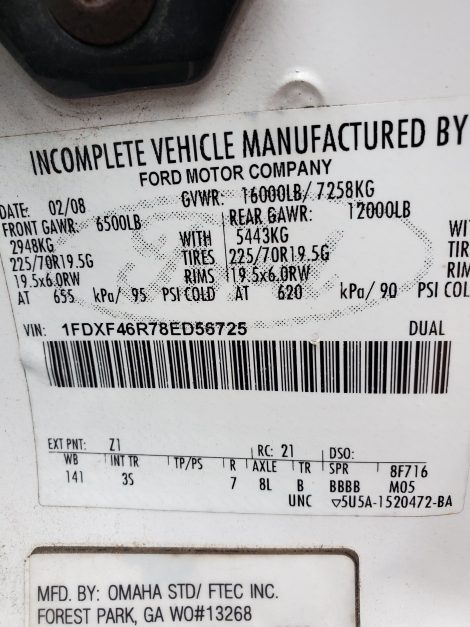 INCOMPLETE VEHICLE MANUFACTURED BY
FORD MOTOR COMPANY
DATE: 02/08 GVWR: 16000LB/ 7258KG
FRONT GAWR: 6500LB REAR GAWR: 12000LB
2948KG WITH 5443KG WIT
225/70R19.5G TIRES 225/70R19.5G TIRES
19.5x6.0RW RIMS 19.5x6.0RW RIMS
AT 655 kPa/ 95 PSI COLD AT 620 kPa/ 90 PSI COL
VIN: 1FDXF46R78ED56725 DUAL
EXT PNT: Z1 RC: 21 DSO:
WB INT TR TP/PS R AXLE TR SPR 8F716
141 3S 7 8L B BBBB M05
UNC ▽5U5A-1520472-BA
MFD. BY: OMAHA STD/ FTEC INC.
FOREST PARK, GA WO#13268